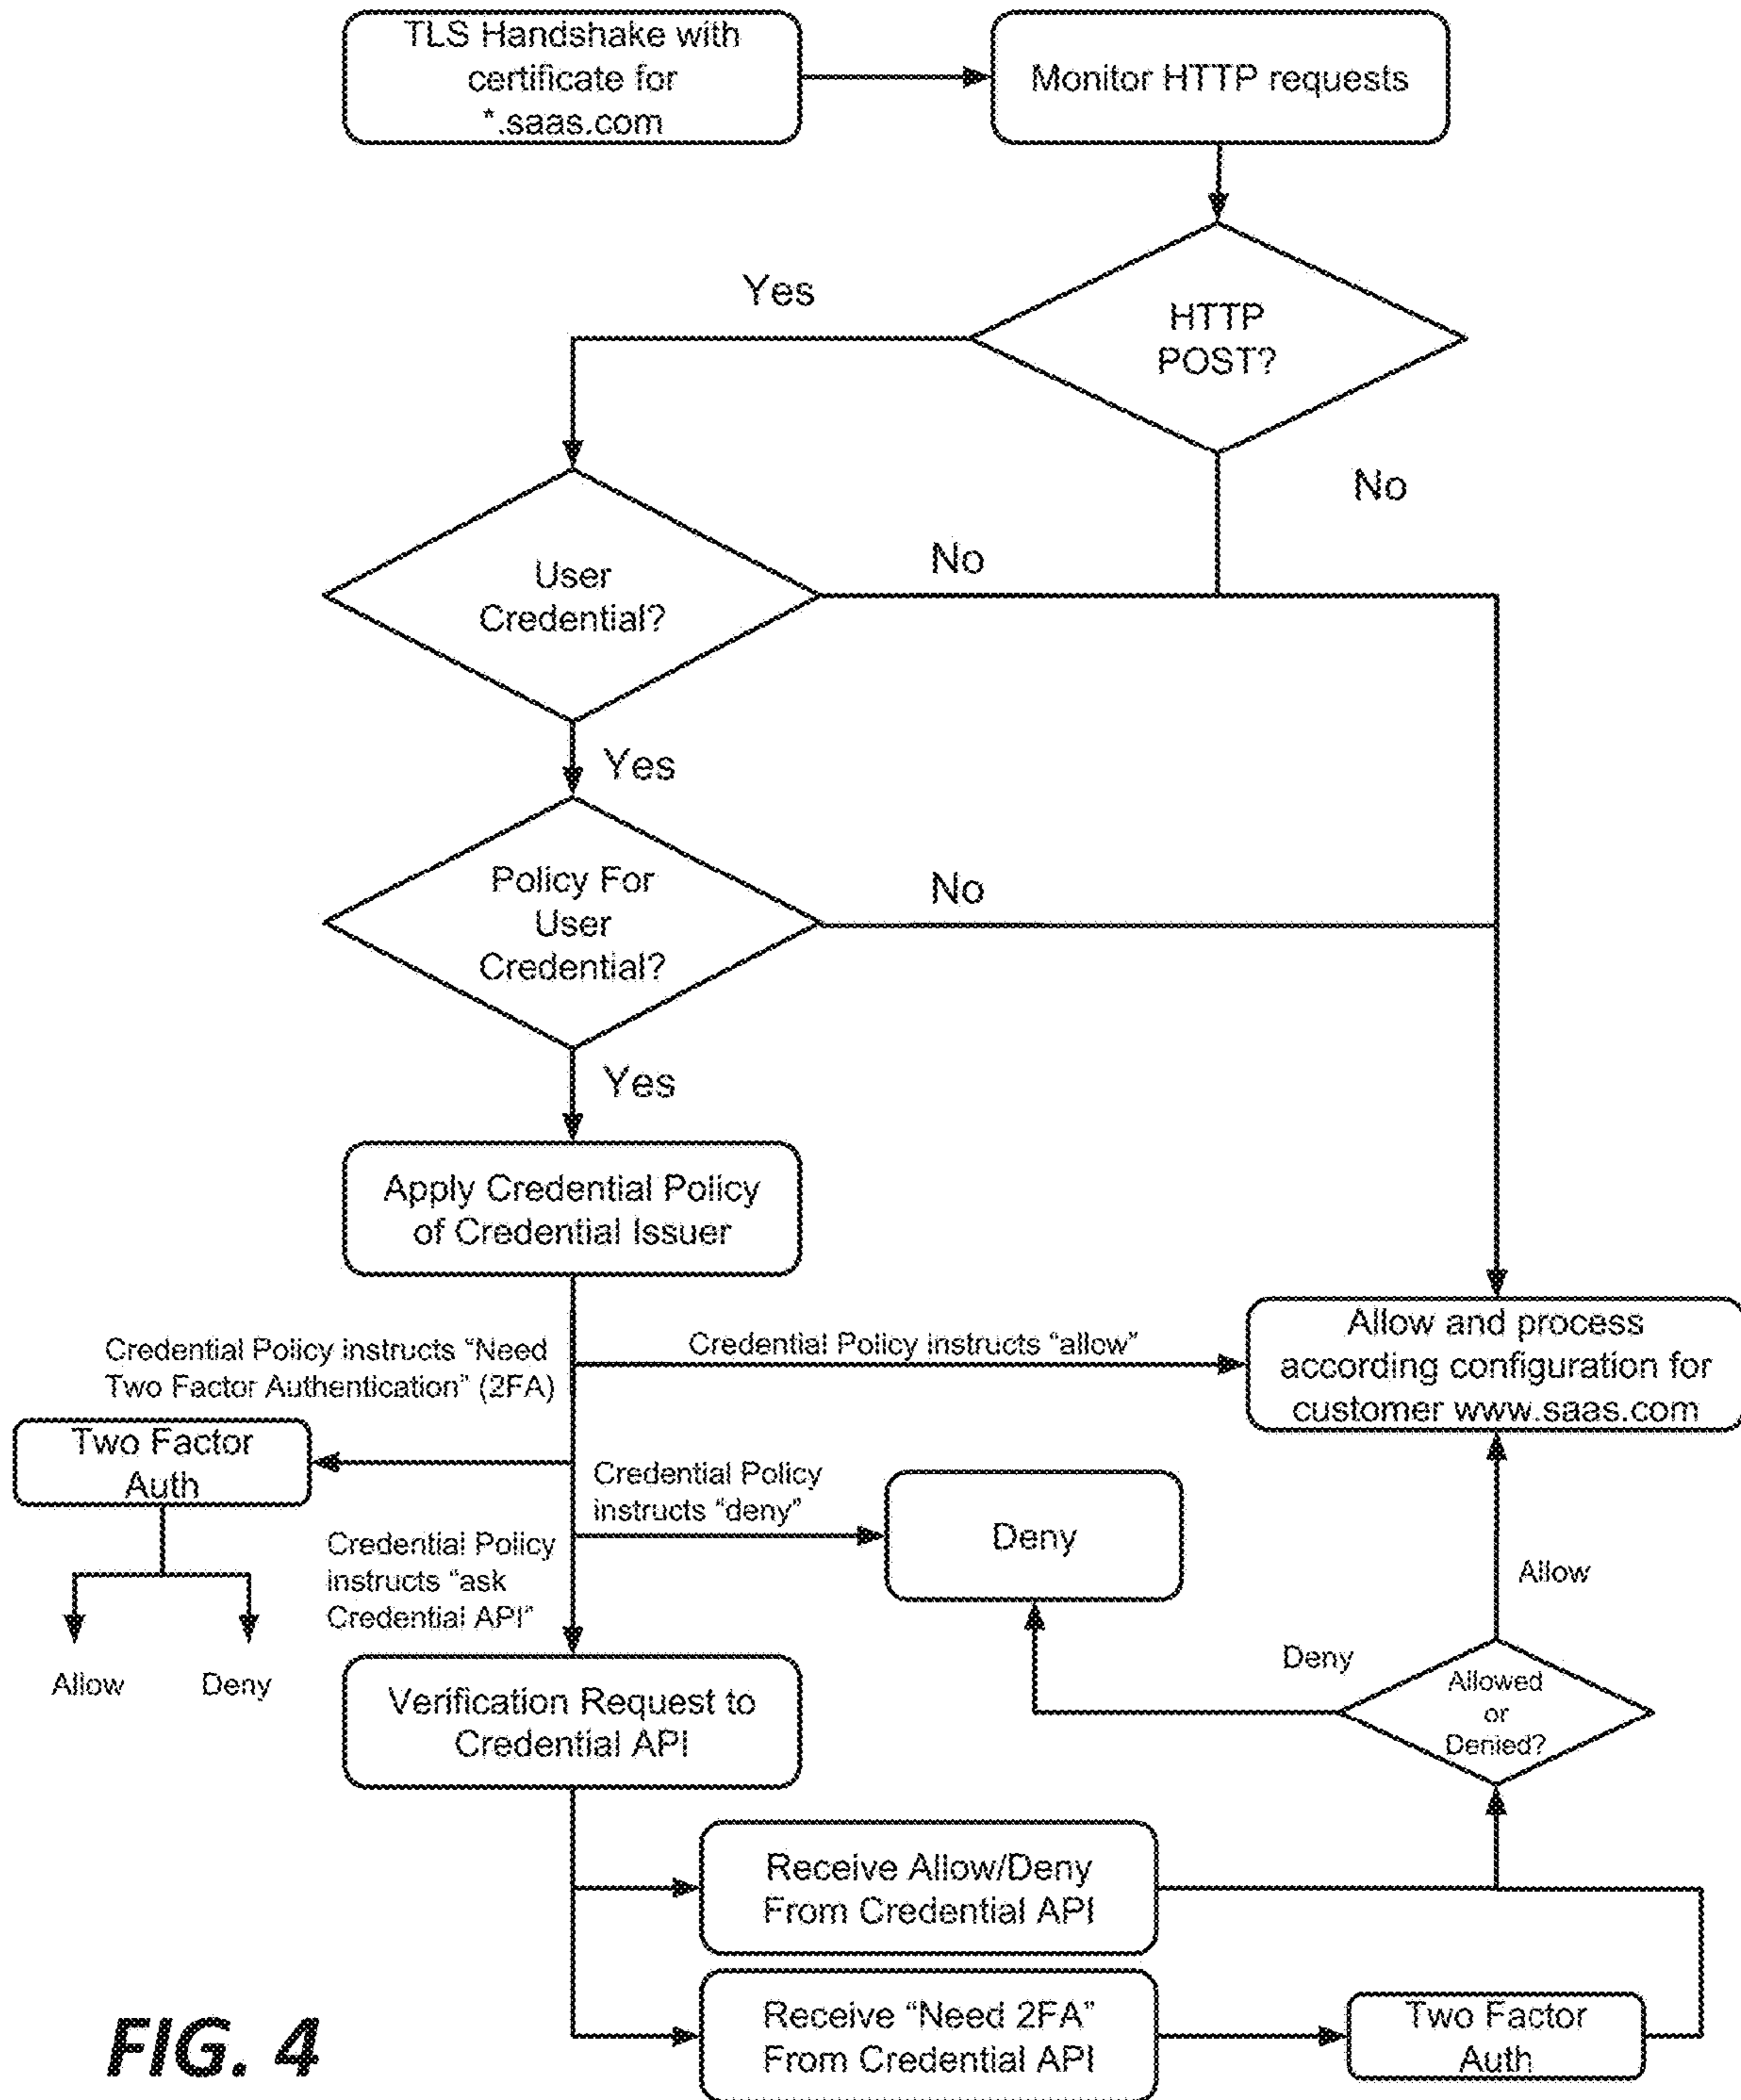 TLS Handshake with
certificate for
*.saas.com
Monitor HTTP requests
HTTP
POST?
Yes
No
User
Credential?
No
Yes
Policy For
User
Credential?
No
Yes
Apply Credential Policy
of Credential Issuer
Credential Policy instructs “Need
Two Factor Authentication” (2FA)
Credential Policy instructs “allow”
Allow and process
according configuration for
customer www.saas.com
Two Factor
Auth
Allow
Deny
Credential Policy
instructs “deny”
Deny
Credential Policy
instructs “ask
Credential API”
Allow
Deny
Allowed
or
Denied?
Verification Request to
Credential API
Receive Allow/Deny
From Credential API
Receive “Need 2FA”
From Credential API
Two Factor
Auth
FIG. 4